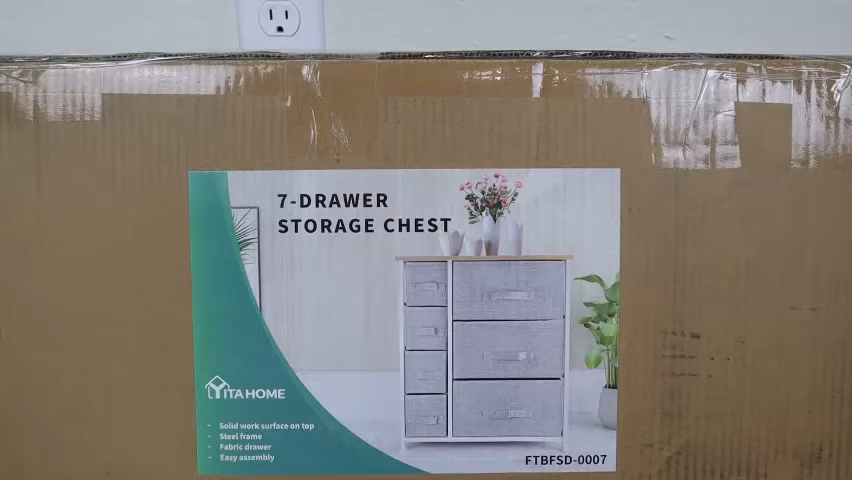 7-DRAWER
STORAGE CHEST
YITAHOME
- Solid work surface on top
- Steel frame
- Fabric drawer
- Easy assembly
FTBFSD-0007